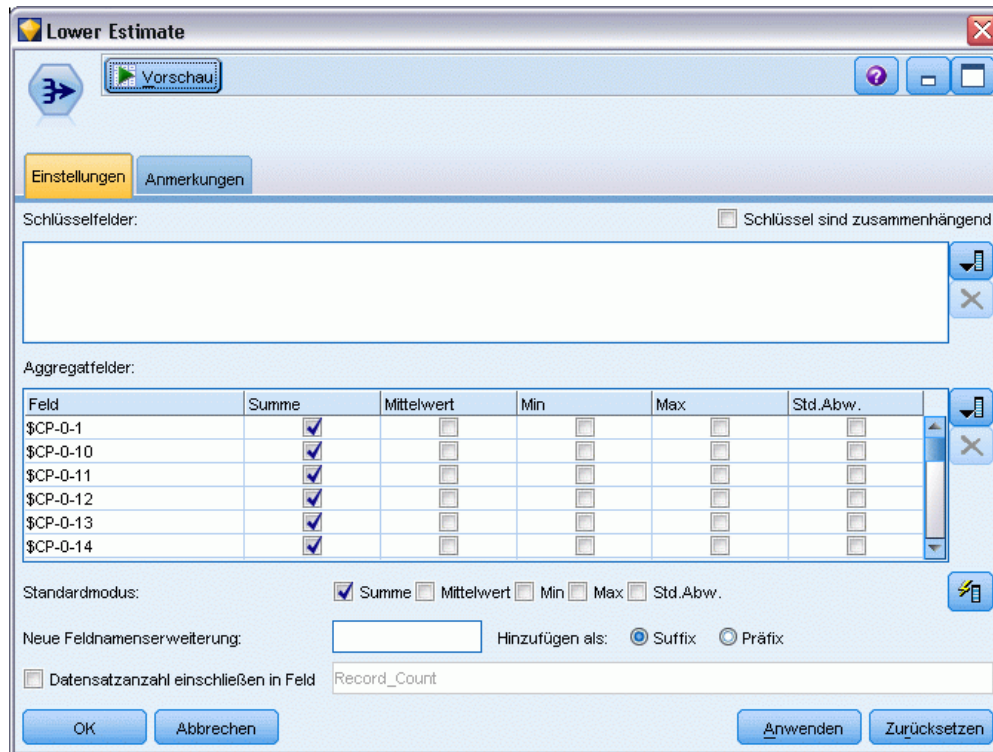 Lower Estimate
Vorschau
Einstellungen Anmerkungen
Schlüsselfelder: Schlüssel sind zusammenhängend
Aggregatfelder:
Feld Summe Mittelwert Min Max Std.Abw.
$CP-0-1
$CP-0-10
$CP-0-11
$CP-0-12
$CP-0-13
$CP-0-14
Standardmodus: Summe Mittelwert Min Max Std.Abw.
Neue Feldnamenserweiterung: Hinzufügen als: Suffix Präfix
Datensatzanzahl einschließen in Feld Record_Count
OK Abbrechen Anwenden Zurücksetzen